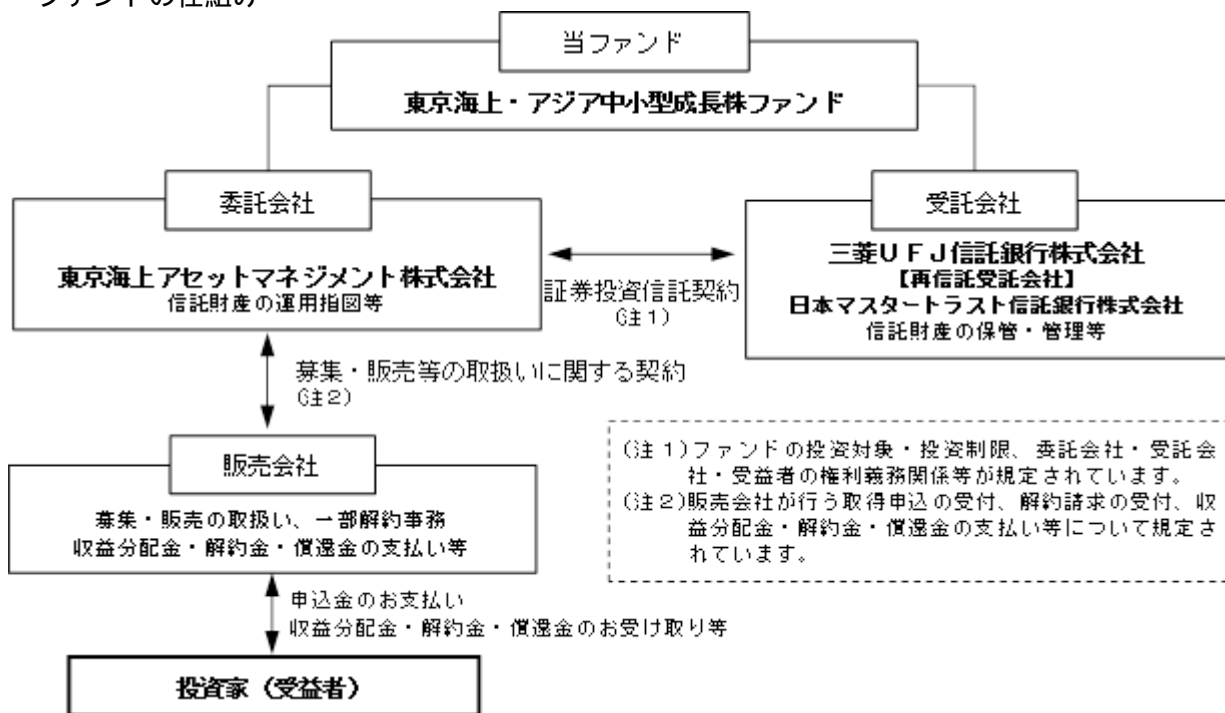 ファンドの仕組み
当ファンド
東京海上・アジア中小型成長株ファンド
委託会社
東京海上アセットマネジメント株式会社
信託財産の運用指図等
証券投資信託契約
(注1)
受託会社
三菱UFJ信託銀行株式会社
【再信託受託会社】
日本マスタートラスト信託銀行株式会社
信託財産の保管・管理等
募集・販売等の取扱いに関する契約
(注2)
販売会社
募集・販売の取扱い、一部解約事務
収益分配金・解約金・償還金の支払い等
(注1)ファンドの投資対象・投資制限、委託会社・受託会
社・受益者の権利義務関係等が規定されています。
(注2)販売会社が行う取得申込の受付、解約請求の受付、収
益分配金・解約金・償還金の支払い等について規定さ
れています。
申込金のお支払い
収益分配金・解約金・償還金のお受け取り等
投資家（受益者）